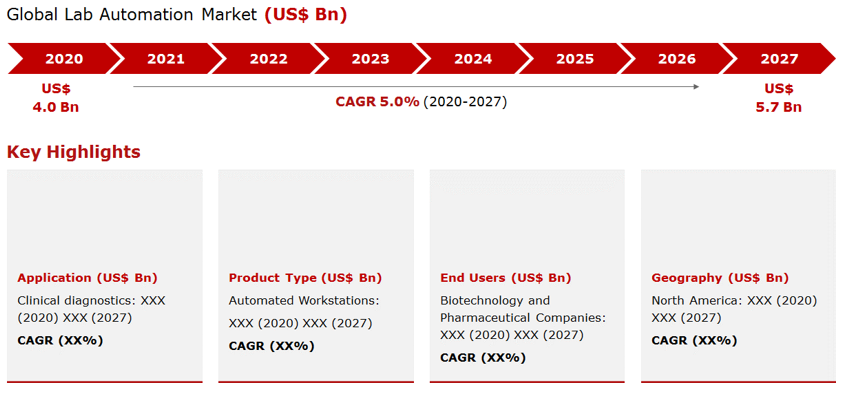 Global Lab Automation Market (US$ Bn)
2020 2021 2022 2023 2024 2025 2026 2027
US$
4.0 Bn
CAGR 5.0% (2020-2027)
US$
5.7 Bn
Key Highlights
Application (US$ Bn)
Clinical diagnostics: XXX
(2020) XXX (2027)
CAGR (XX%)
Product Type (US$ Bn)
Automated Workstations:
XXX (2020) XXX (2027)
CAGR (XX%)
End Users (US$ Bn)
Biotechnology and
Pharmaceutical Companies:
XXX (2020) XXX (2027)
CAGR (XX%)
Geography (US$ Bn)
North America: XXX (2020)
XXX (2027)
CAGR (XX%)